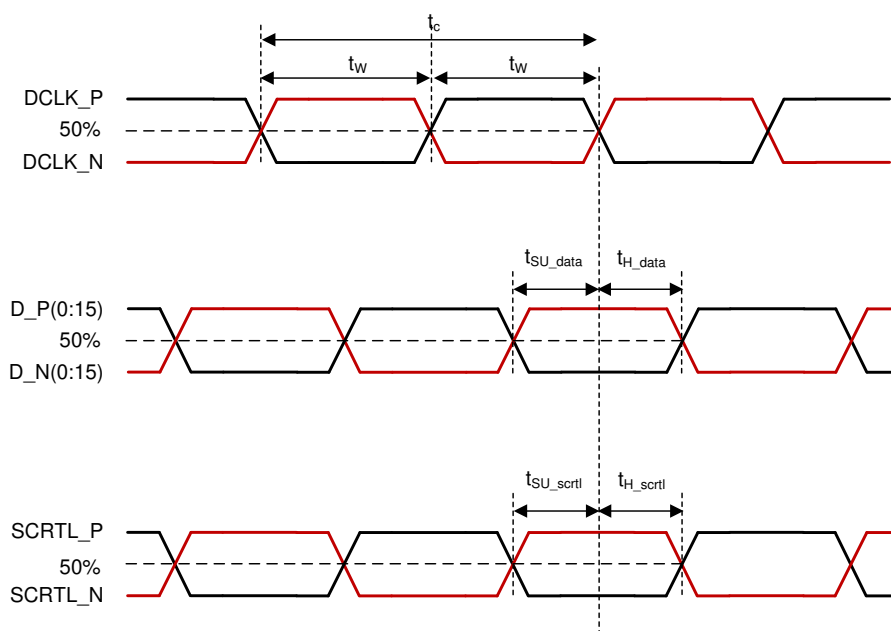 tc
tW tW
DCLK_P
50%
DCLK_N
tSU_data tH_data
D_P(0:15)
50%
D_N(0:15)
tSU_scrtl tH_scrtl
SCRTL_P
50%
SCRTL_N